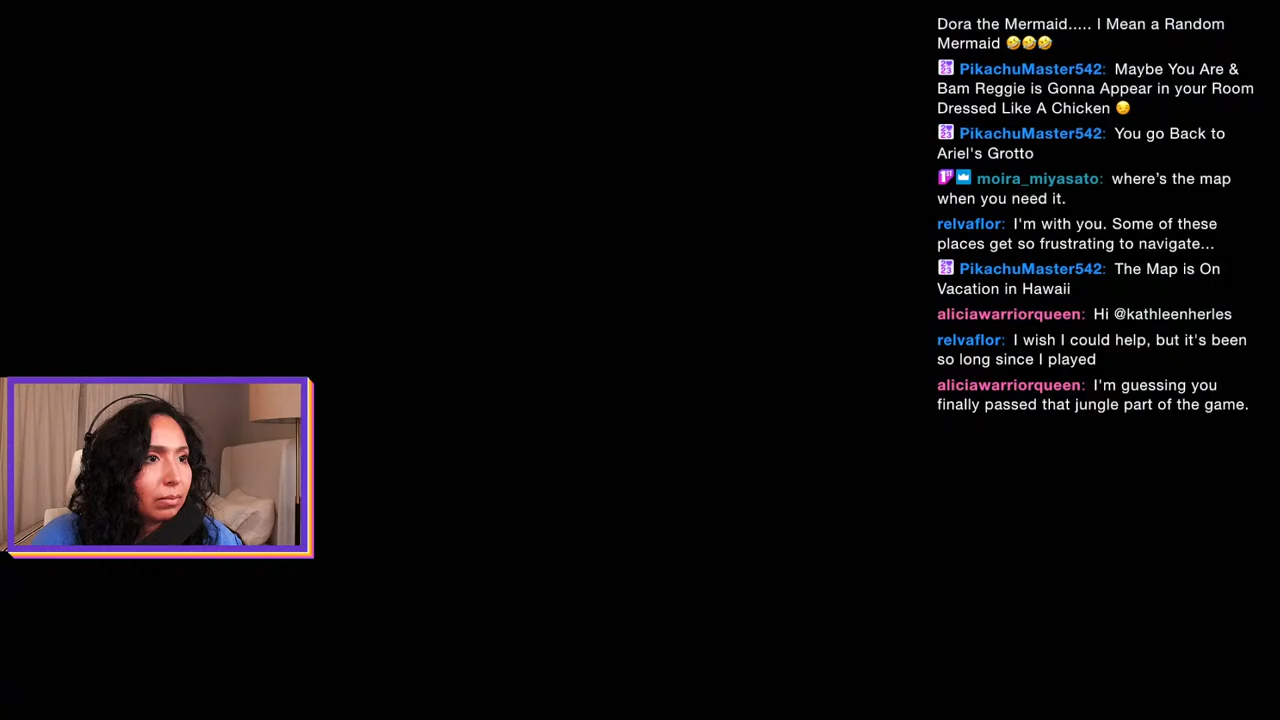 Dora the Mermaid..... I Mean a Random
Mermaid 🤣🤣🤣
PikachuMaster542: Maybe You Are &
Bam Reggie is Gonna Appear in your Room
Dressed Like A Chicken 😏
PikachuMaster542: You go Back to
Ariel's Grotto
1ST moira_miyasato: where’s the map
when you need it.
relvaflor: I'm with you. Some of these
places get so frustrating to navigate...
PikachuMaster542: The Map is On
Vacation in Hawaii
aliciawarriorqueen: Hi @kathleenherles
relvaflor: I wish I could help, but it's been
so long since I played
aliciawarriorqueen: I'm guessing you
finally passed that jungle part of the game.